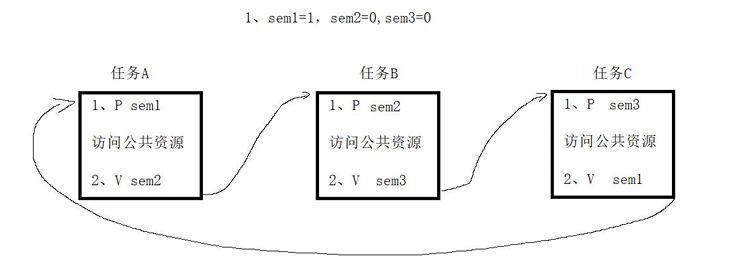 1、sem1=1，sem2=0,sem3=0
任务A
任务B
任务C
1、P sem1
访问公共资源
2、V sem2
1、P sem2
访问公共资源
2、V sem3
1、P sem3
访问公共资源
2、V sem1